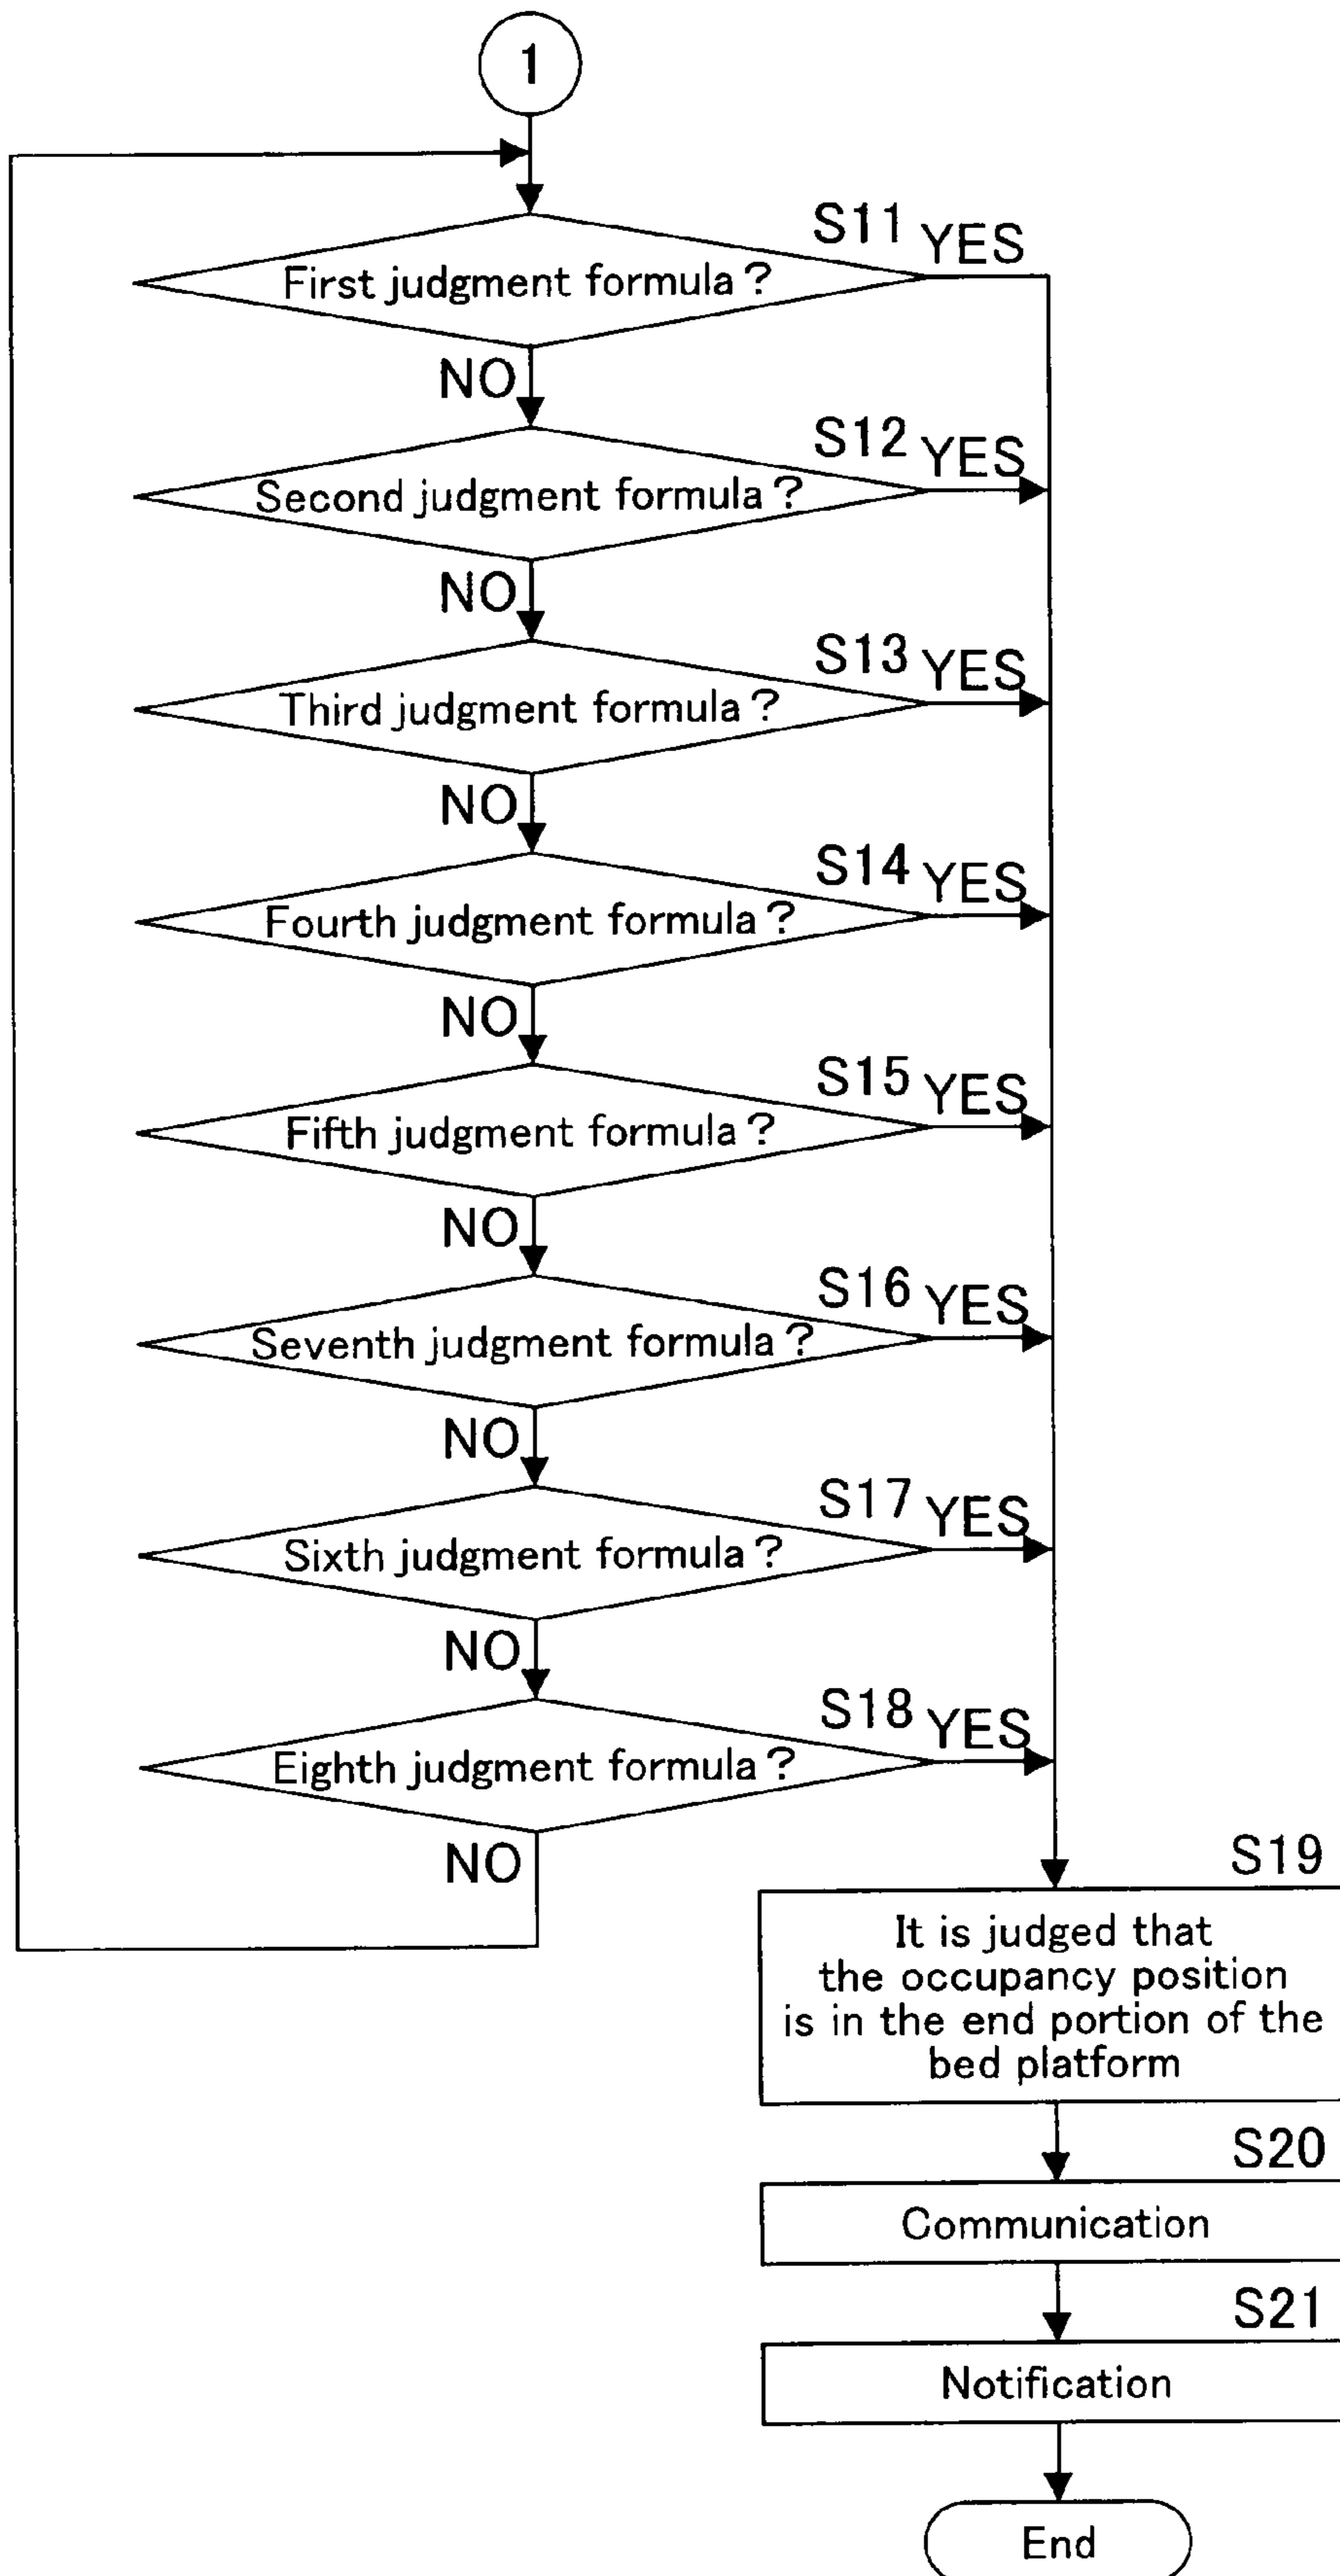 1
S11 YES
First judgment formula?
NO
S12 YES
Second judgment formula?
NO
S13 YES
Third judgment formula?
NO
S14 YES
Fourth judgment formula?
NO
S15 YES
Fifth judgment formula?
NO
S16 YES
Seventh judgment formula?
NO
S17 YES
Sixth judgment formula?
NO
S18 YES
Eighth judgment formula?
NO
S19
It is judged that
the occupancy position
is in the end portion of the
bed platform
S20
Communication
S21
Notification
End